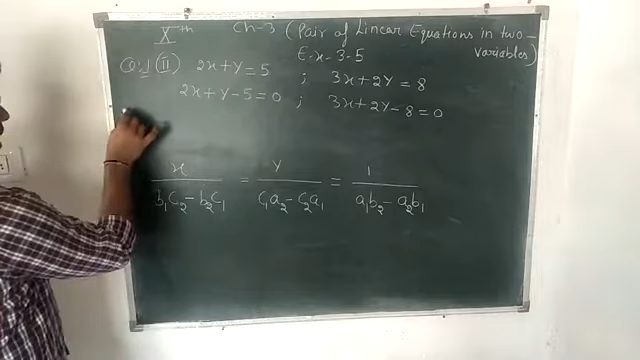 Xth Ch-3 (Pair of Linear Equations in two-variables)
Ex-3.5
Q.1 (ii) 2x+y=5 ; 3x+2y=8
2x+y-5=0 ; 3x+2y-8=0
x/(b₁c₂-b₂c₁) = y/(c₁a₂-c₂a₁) = 1/(a₁b₂-a₂b₁)